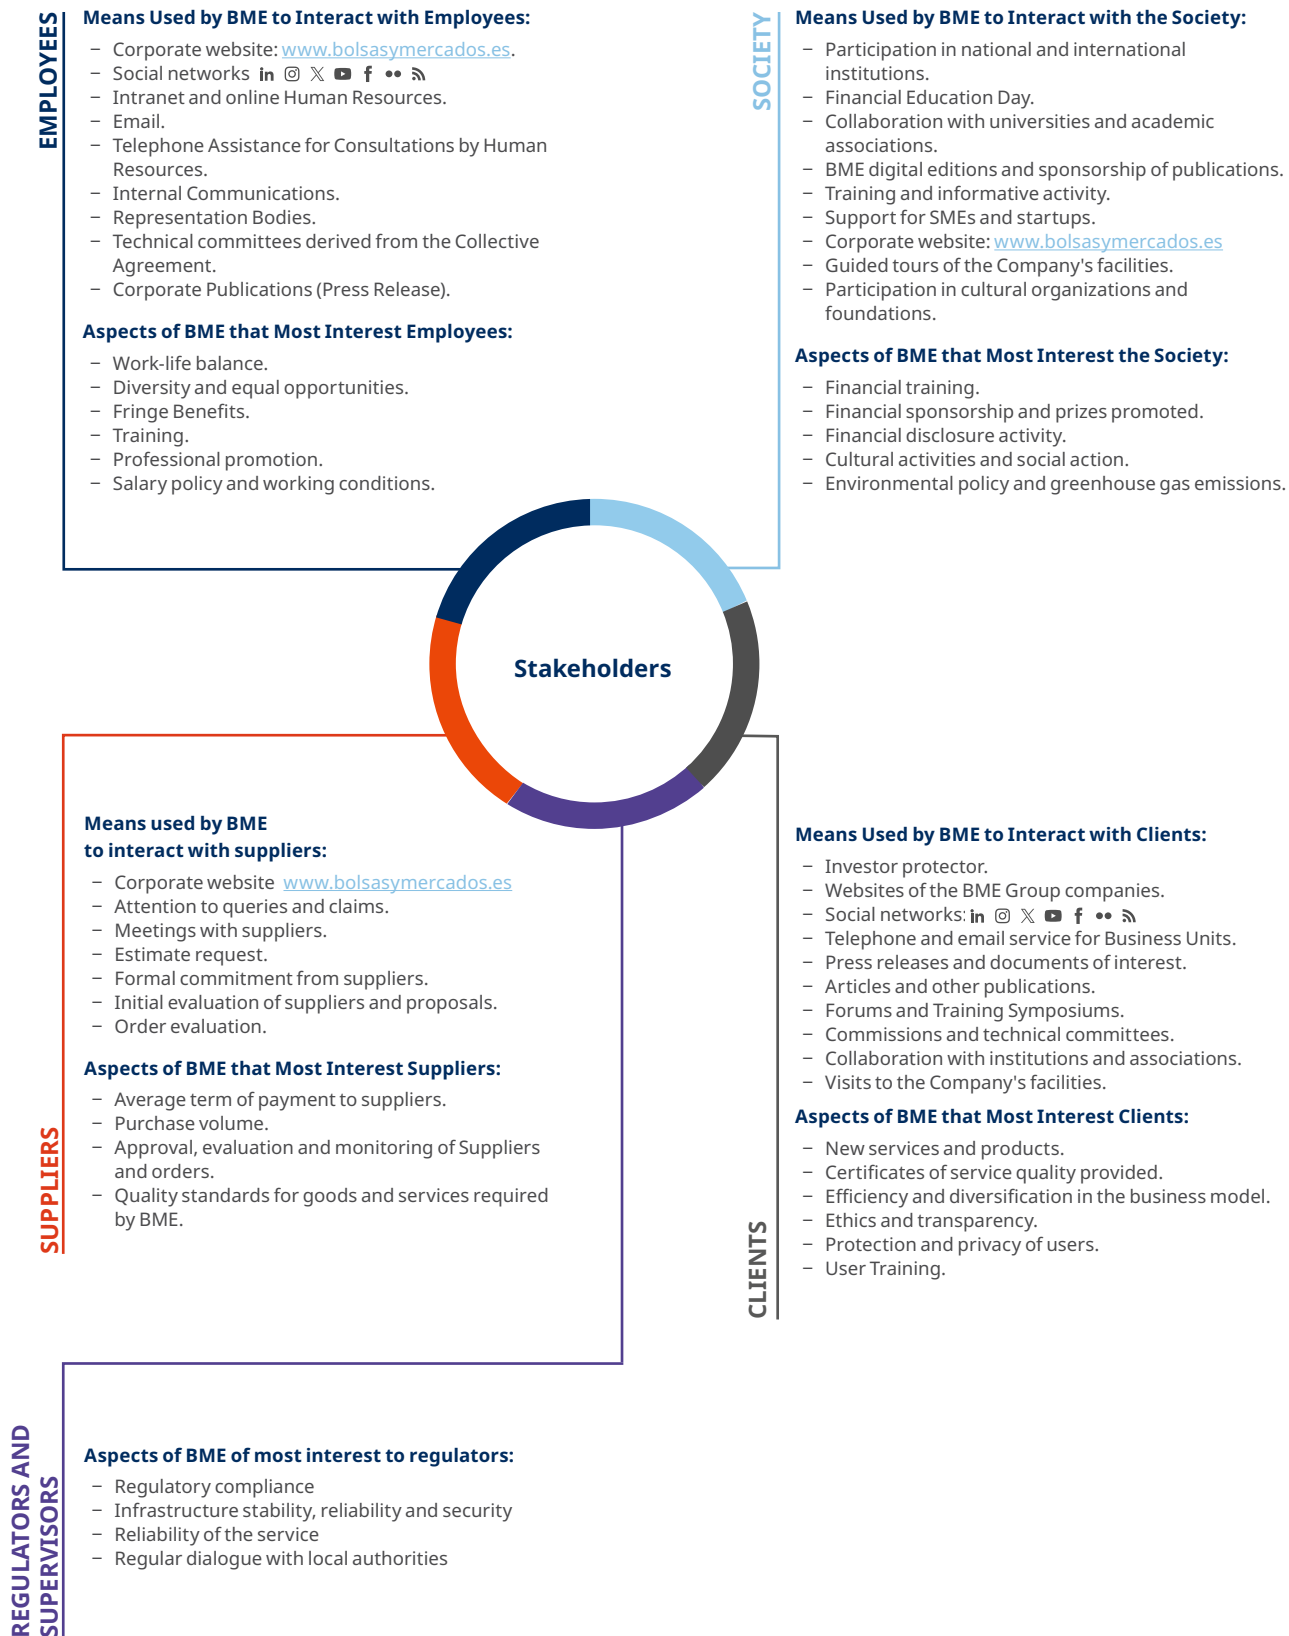 EMPLOYEES
Means Used by BME to Interact with Employees:
– Corporate website: www.bolsasymercados.es.
– Social networks
– Intranet and online Human Resources.
– Email.
– Telephone Assistance for Consultations by Human
Resources.
– Internal Communications.
– Representation Bodies.
– Technical committees derived from the Collective
Agreement.
– Corporate Publications (Press Release).
Aspects of BME that Most Interest Employees:
– Work-life balance.
– Diversity and equal opportunities.
– Fringe Benefits.
– Training.
– Professional promotion.
– Salary policy and working conditions.
SOCIETY
Means Used by BME to Interact with the Society:
– Participation in national and international
institutions.
– Financial Education Day.
– Collaboration with universities and academic
associations.
– BME digital editions and sponsorship of publications.
– Training and informative activity.
– Support for SMEs and startups.
– Corporate website: www.bolsasymercados.es
– Guided tours of the Company's facilities.
– Participation in cultural organizations and
foundations.
Aspects of BME that Most Interest the Society:
– Financial training.
– Financial sponsorship and prizes promoted.
– Financial disclosure activity.
– Cultural activities and social action.
– Environmental policy and greenhouse gas emissions.
Stakeholders
SUPPLIERS
Means used by BME
to interact with suppliers:
– Corporate website www.bolsasymercados.es
– Attention to queries and claims.
– Meetings with suppliers.
– Estimate request.
– Formal commitment from suppliers.
– Initial evaluation of suppliers and proposals.
– Order evaluation.
Aspects of BME that Most Interest Suppliers:
– Average term of payment to suppliers.
– Purchase volume.
– Approval, evaluation and monitoring of Suppliers
and orders.
– Quality standards for goods and services required
by BME.
CLIENTS
Means Used by BME to Interact with Clients:
– Investor protector.
– Websites of the BME Group companies.
– Social networks:
– Telephone and email service for Business Units.
– Press releases and documents of interest.
– Articles and other publications.
– Forums and Training Symposiums.
– Commissions and technical committees.
– Collaboration with institutions and associations.
– Visits to the Company's facilities.
Aspects of BME that Most Interest Clients:
– New services and products.
– Certificates of service quality provided.
– Efficiency and diversification in the business model.
– Ethics and transparency.
– Protection and privacy of users.
– User Training.
REGULATORS AND
SUPERVISORS
Aspects of BME of most interest to regulators:
– Regulatory compliance
– Infrastructure stability, reliability and security
– Reliability of the service
– Regular dialogue with local authorities